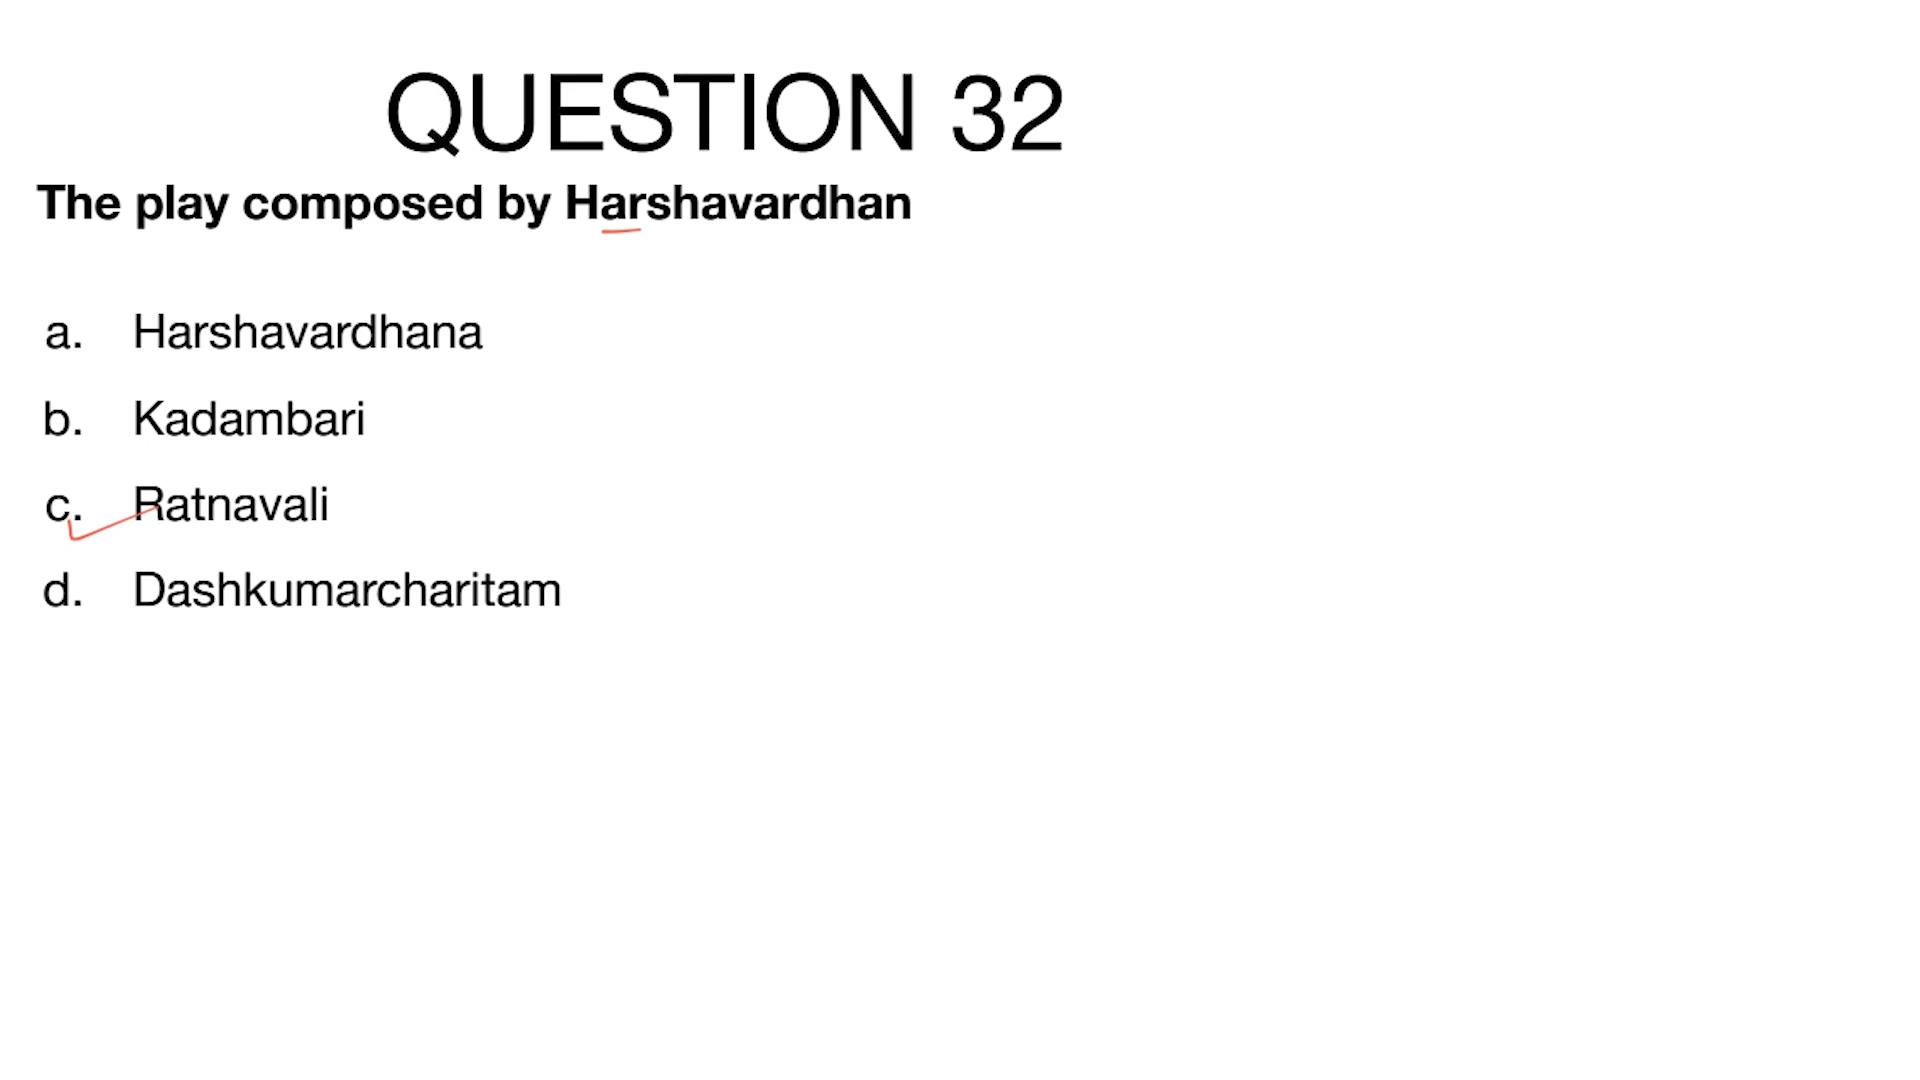 QUESTION 32
The play composed by Harshavardhan
a. Harshavardhana
b. Kadambari
c. Ratnavali
d. Dashkumarcharitam